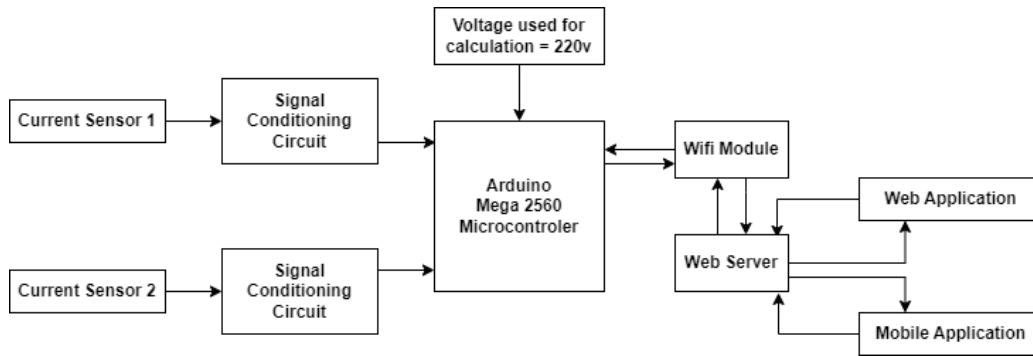 Voltage used for
calculation = 220v
Current Sensor 1
Signal
Conditioning
Circuit
Arduino
Mega 2560
Microcontroler
Wifi Module
Web Application
Web Server
Current Sensor 2
Signal
Conditioning
Circuit
Mobile Application